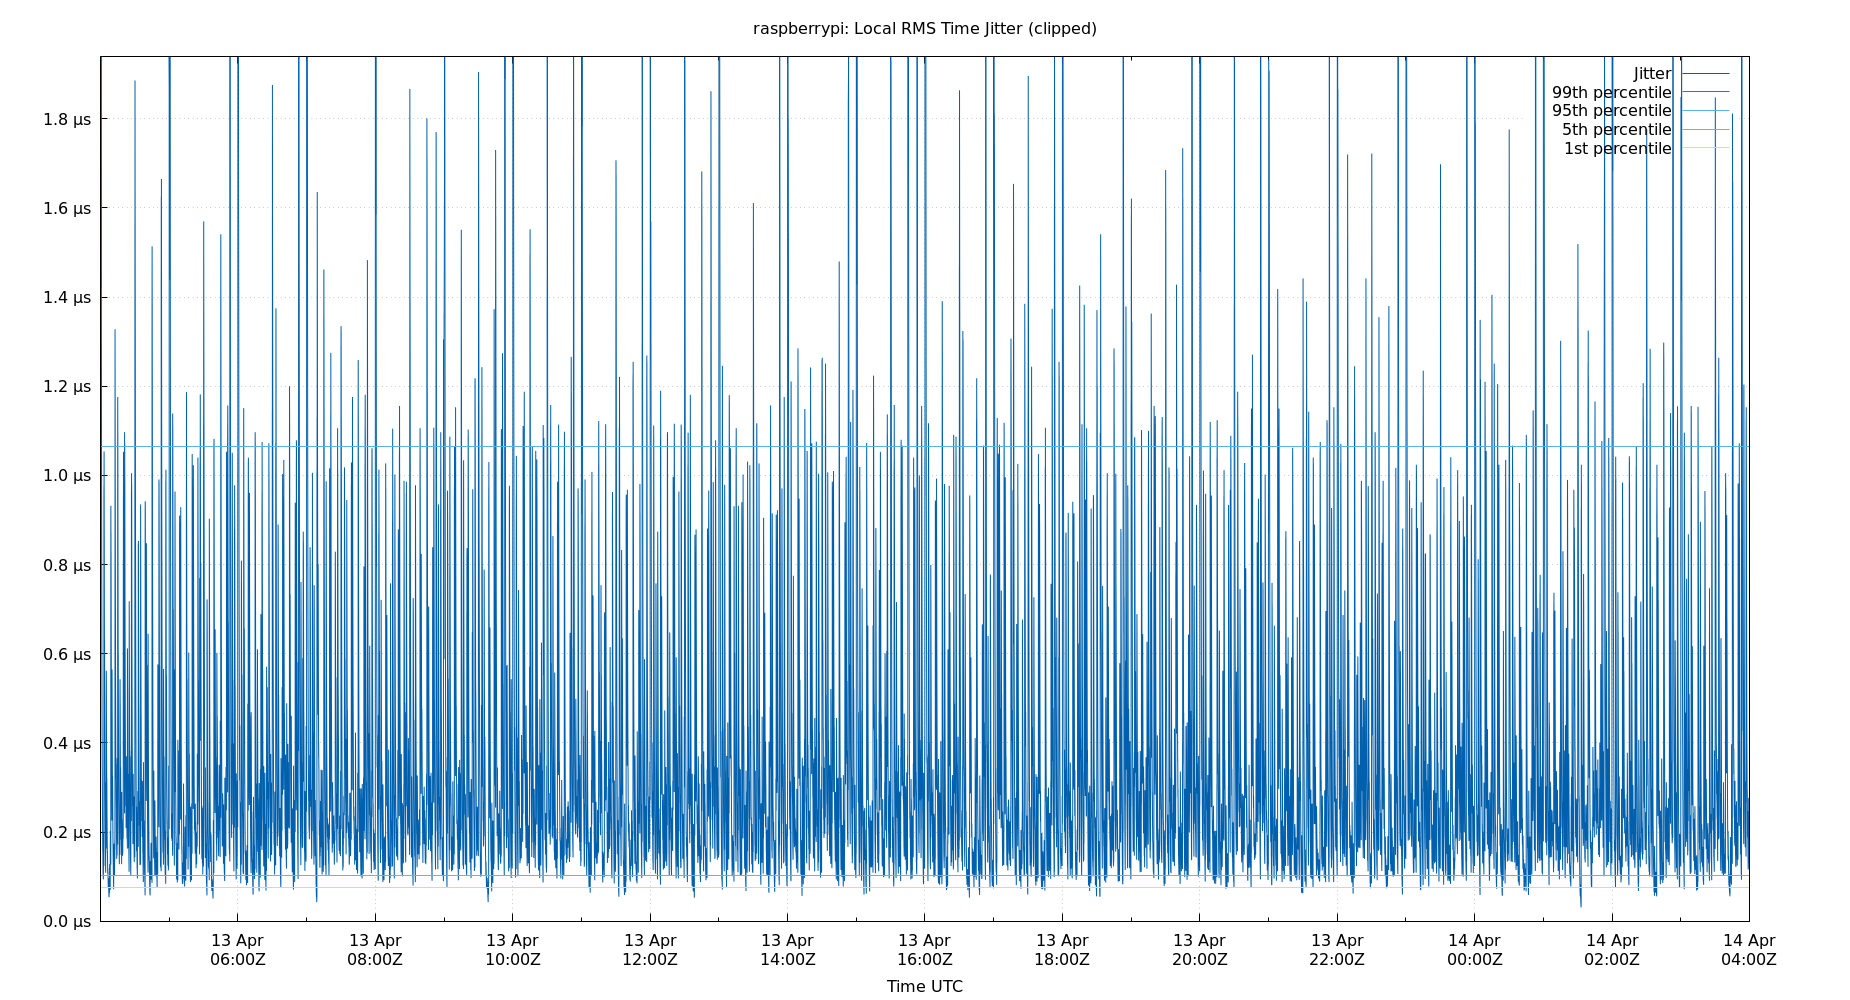 raspberrypi: Local RMS Time Jitter (clipped)
Jitter
99th percentile
95th percentile
5th percentile
1st percentile
1.8 μs
1.6 μs
1.4 μs
1.2 μs
1.0 μs
0.8 μs
0.6 μs
0.4 μs
0.2 μs
0.0 μs
13 Apr 13 Apr 13 Apr 13 Apr 13 Apr 13 Apr 13 Apr 13 Apr 13 Apr 14 Apr 14 Apr 14 Apr
06:00Z 08:00Z 10:00Z 12:00Z 14:00Z 16:00Z 18:00Z 20:00Z 22:00Z 00:00Z 02:00Z 04:00Z
Time UTC